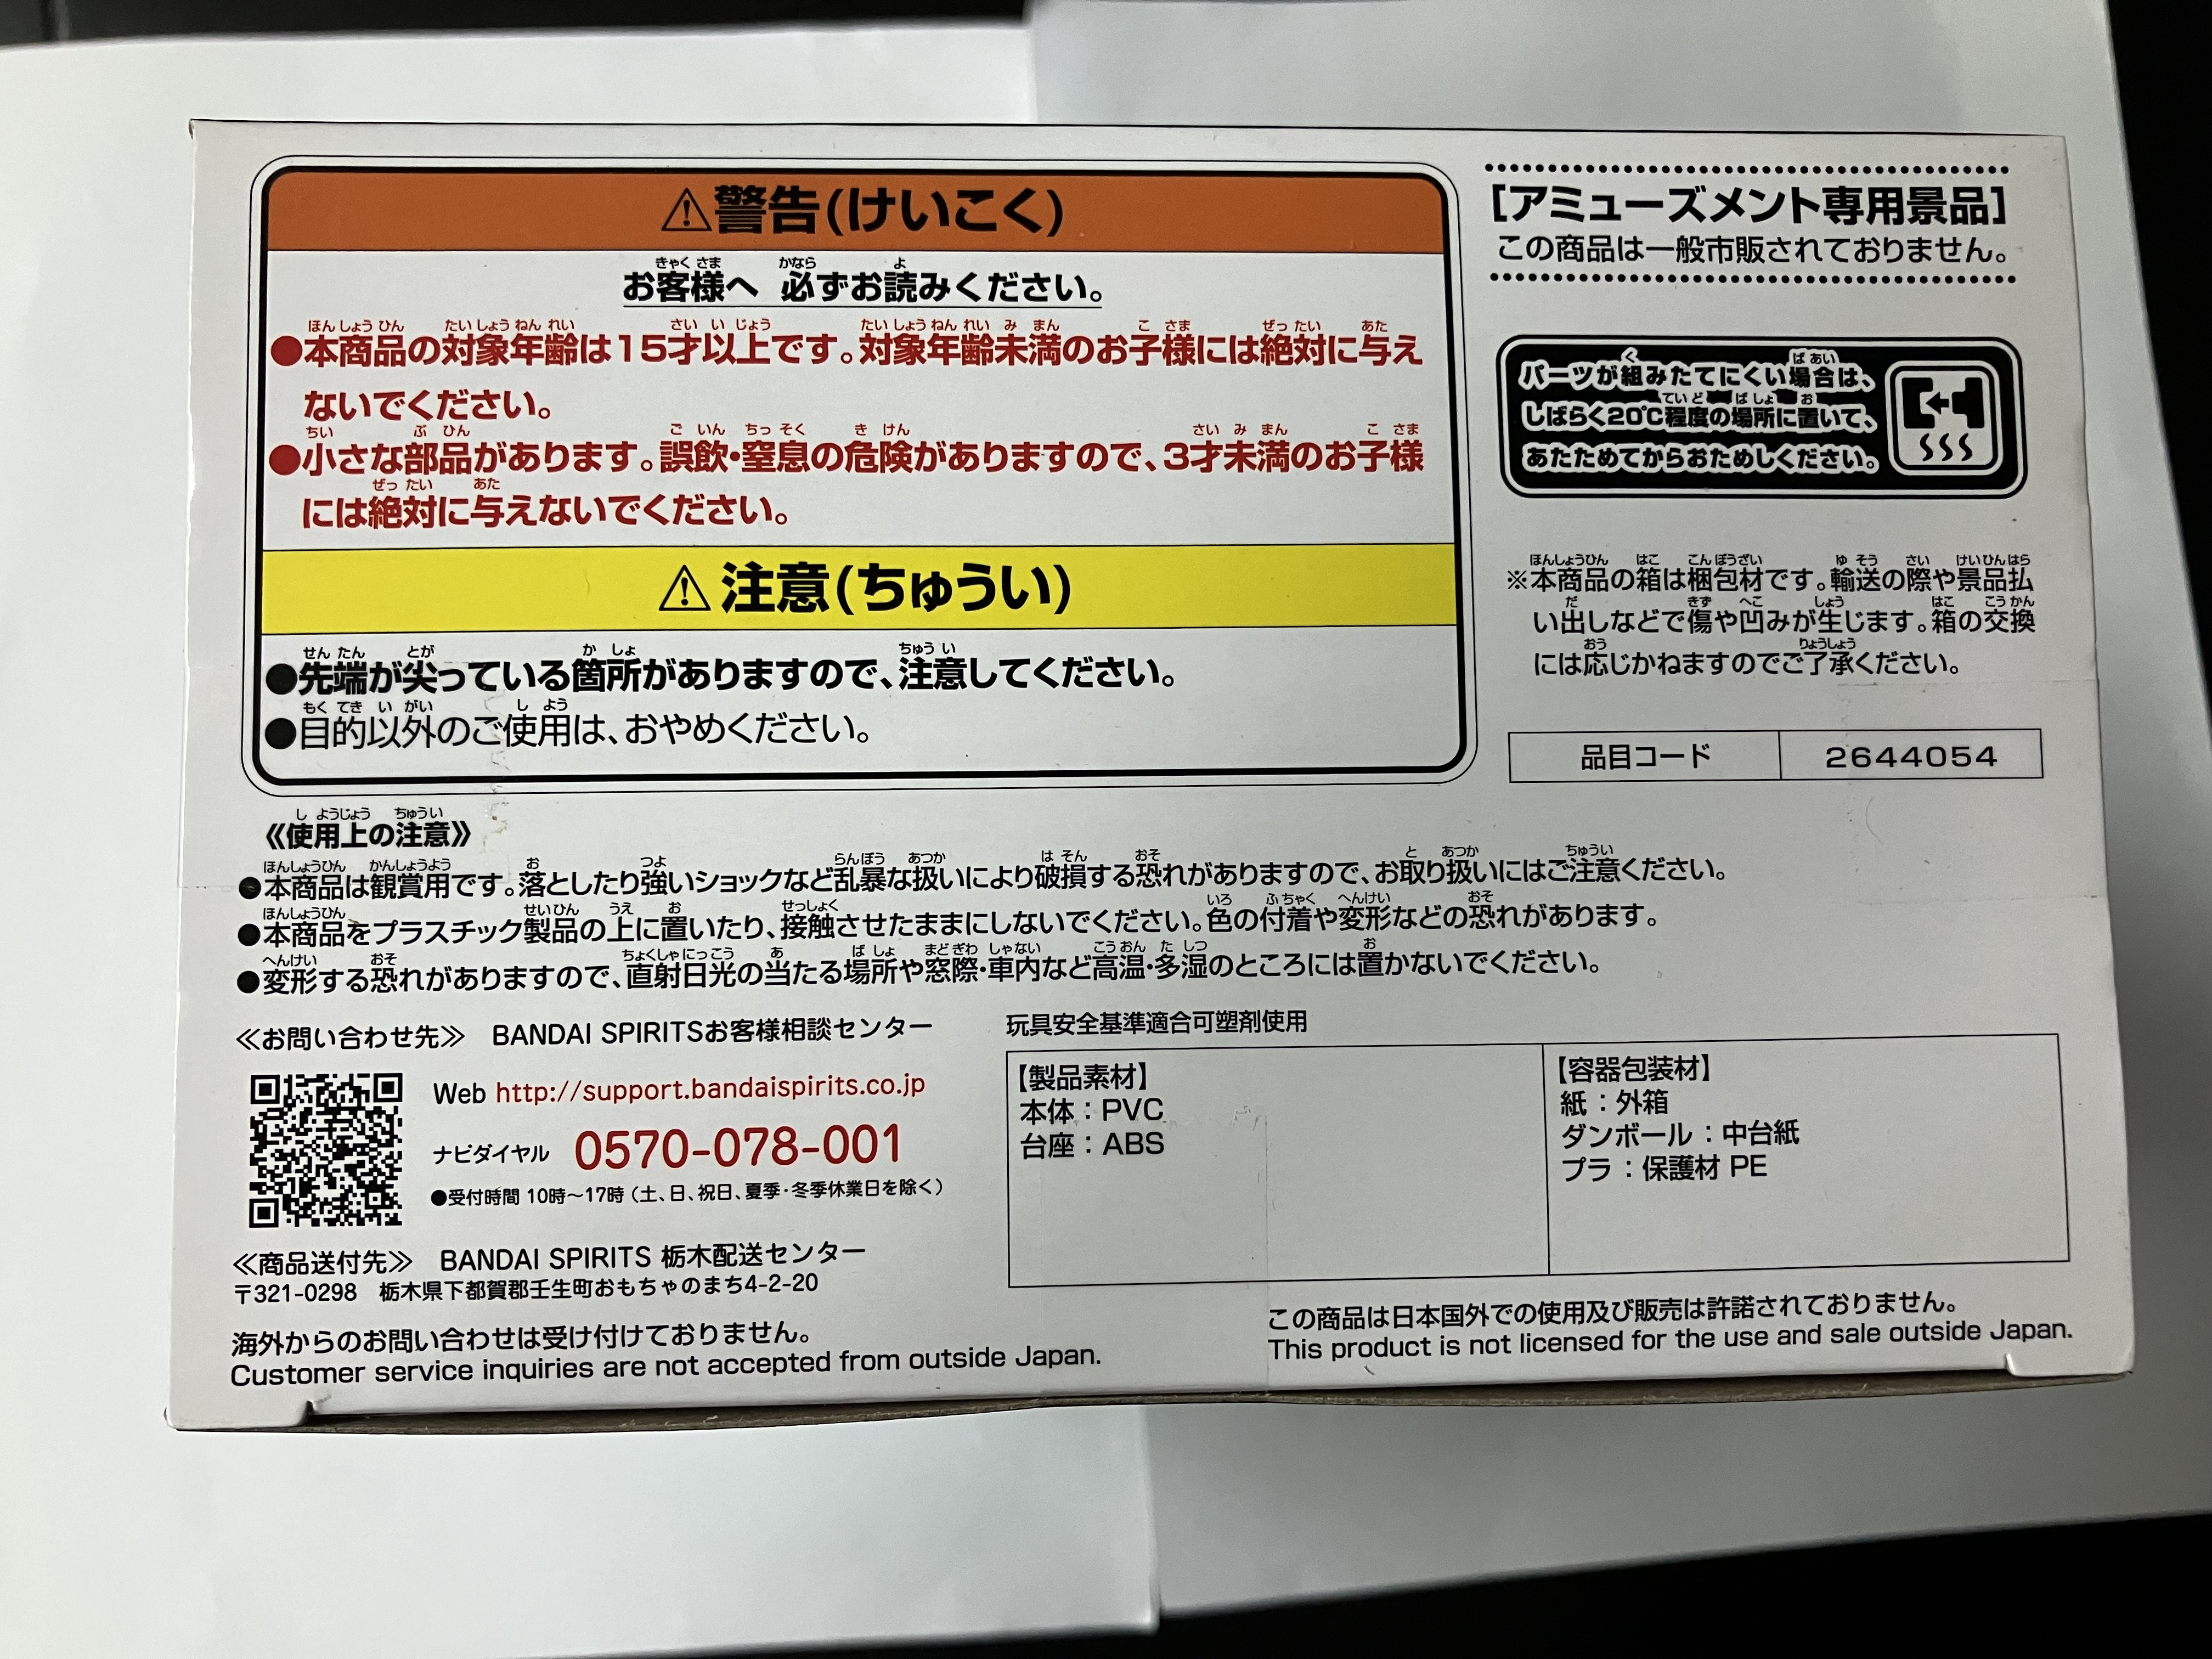 ⚠警告(けいこく)
お客様へ 必ずお読みください。
●本商品の対象年齢は15才以上です。対象年齢未満のお子様には絶対に与え
ないでください。
●小さな部品があります。誤飲・窒息の危険がありますので、3才未満のお子様
には絶対に与えないでください。
⚠注意(ちゅうい)
●先端が尖っている箇所がありますので、注意してください。
●目的以外のご使用は、おやめください。
[アミューズメント専用景品]
この商品は一般市販されておりません。
パーツが組みたてにくい場合は、
しばらく20℃程度の場所に置いて、
あたためてからおためしください。
※本商品の箱は梱包材です。輸送の際や景品払
い出しなどで傷や凹みが生じます。箱の交換
には応じかねますのでご了承ください。
品目コード 2644054
《使用上の注意》
●本商品は観賞用です。落としたり強いショックなど乱暴な扱いにより破損する恐れがありますので、お取り扱いにはご注意ください。
●本商品をプラスチック製品の上に置いたり、接触させたままにしないでください。色の付着や変形などの恐れがあります。
●変形する恐れがありますので、直射日光の当たる場所や窓際・車内など高温・多湿のところには置かないでください。
≪お問い合わせ先≫ BANDAI SPIRITSお客様相談センター
Web http://support.bandaispirits.co.jp
ナビダイヤル 0570-078-001
●受付時間 10時～17時（土、日、祝日、夏季・冬季休業日を除く）
≪商品送付先≫ BANDAI SPIRITS 栃木配送センター
〒321-0298 栃木県下都賀郡壬生町おもちゃのまち4-2-20
海外からのお問い合わせは受け付けておりません。
Customer service inquiries are not accepted from outside Japan.
玩具安全基準適合可塑剤使用
【製品素材】
本体：PVC
台座：ABS
【容器包装材】
紙：外箱
ダンボール：中台紙
プラ：保護材 PE
この商品は日本国外での使用及び販売は許諾されておりません。
This product is not licensed for the use and sale outside Japan.